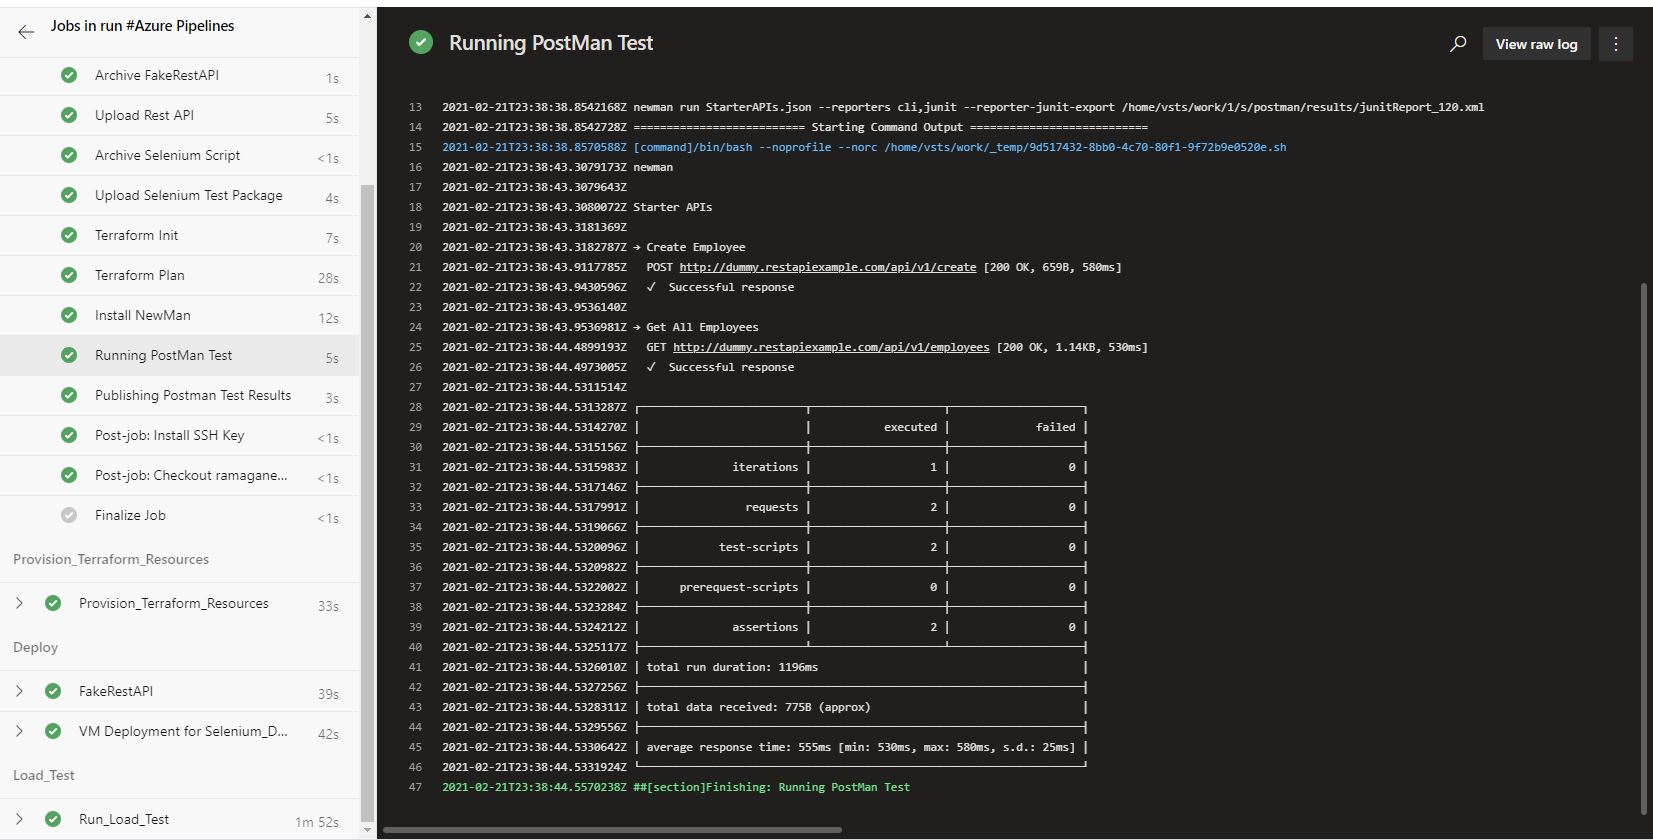 Jobs in run #Azure Pipelines
Archive FakeRestAPI 1s
Upload Rest API 5s
Archive Selenium Script <1s
Upload Selenium Test Package 4s
Terraform Init 7s
Terraform Plan 28s
Install NewMan 12s
Running PostMan Test 5s
Publishing Postman Test Results 3s
Post-job: Install SSH Key <1s
Post-job: Checkout ramagane... <1s
Finalize Job <1s
Provision_Terraform_Resources
Provision_Terraform_Resources 33s
Deploy
FakeRestAPI 39s
VM Deployment for Selenium_D... 42s
Load_Test
Run_Load_Test 1m 52s
Running PostMan Test
View raw log
13 2021-02-21T23:38:38.8542168Z newman run StarterAPIs.json --reporters cli,junit --reporter-junit-export /home/vsts/work/1/s/postman/results/junitReport_120.xml
14 2021-02-21T23:38:38.8542728Z ========================== Starting Command Output ===========================
15 2021-02-21T23:38:38.8570588Z [command]/bin/bash --noprofile --norc /home/vsts/work/_temp/9d517432-8bb0-4c70-80f1-9f72b9e0520e.sh
16 2021-02-21T23:38:43.3079173Z newman
17 2021-02-21T23:38:43.3079643Z
18 2021-02-21T23:38:43.3080072Z Starter APIs
19 2021-02-21T23:38:43.3181369Z
20 2021-02-21T23:38:43.3182787Z → Create Employee
21 2021-02-21T23:38:43.9117785Z POST http://dummy.restapiexample.com/api/v1/create [200 OK, 659B, 580ms]
22 2021-02-21T23:38:43.9430596Z ✓ Successful response
23 2021-02-21T23:38:43.9536140Z
24 2021-02-21T23:38:43.9536981Z → Get All Employees
25 2021-02-21T23:38:44.4899193Z GET http://dummy.restapiexample.com/api/v1/employees [200 OK, 1.14KB, 530ms]
26 2021-02-21T23:38:44.4973005Z ✓ Successful response
27 2021-02-21T23:38:44.5311514Z
28 2021-02-21T23:38:44.5313287Z
29 2021-02-21T23:38:44.5314270Z | | executed | failed |
30 2021-02-21T23:38:44.5315156Z
31 2021-02-21T23:38:44.5315983Z | iterations | 1 | 0 |
32 2021-02-21T23:38:44.5317146Z
33 2021-02-21T23:38:44.5317991Z | requests | 2 | 0 |
34 2021-02-21T23:38:44.5319066Z
35 2021-02-21T23:38:44.5320096Z | test-scripts | 2 | 0 |
36 2021-02-21T23:38:44.5320982Z
37 2021-02-21T23:38:44.5322002Z | prerequest-scripts | 0 | 0 |
38 2021-02-21T23:38:44.5323284Z
39 2021-02-21T23:38:44.5324212Z | assertions | 2 | 0 |
40 2021-02-21T23:38:44.5325117Z
41 2021-02-21T23:38:44.5326010Z | total run duration: 1196ms |
42 2021-02-21T23:38:44.5327256Z
43 2021-02-21T23:38:44.5328311Z | total data received: 775B (approx) |
44 2021-02-21T23:38:44.5329556Z
45 2021-02-21T23:38:44.5330642Z | average response time: 555ms [min: 530ms, max: 580ms, s.d.: 25ms] |
46 2021-02-21T23:38:44.5331924Z
47 2021-02-21T23:38:44.5570238Z ##[section]Finishing: Running PostMan Test